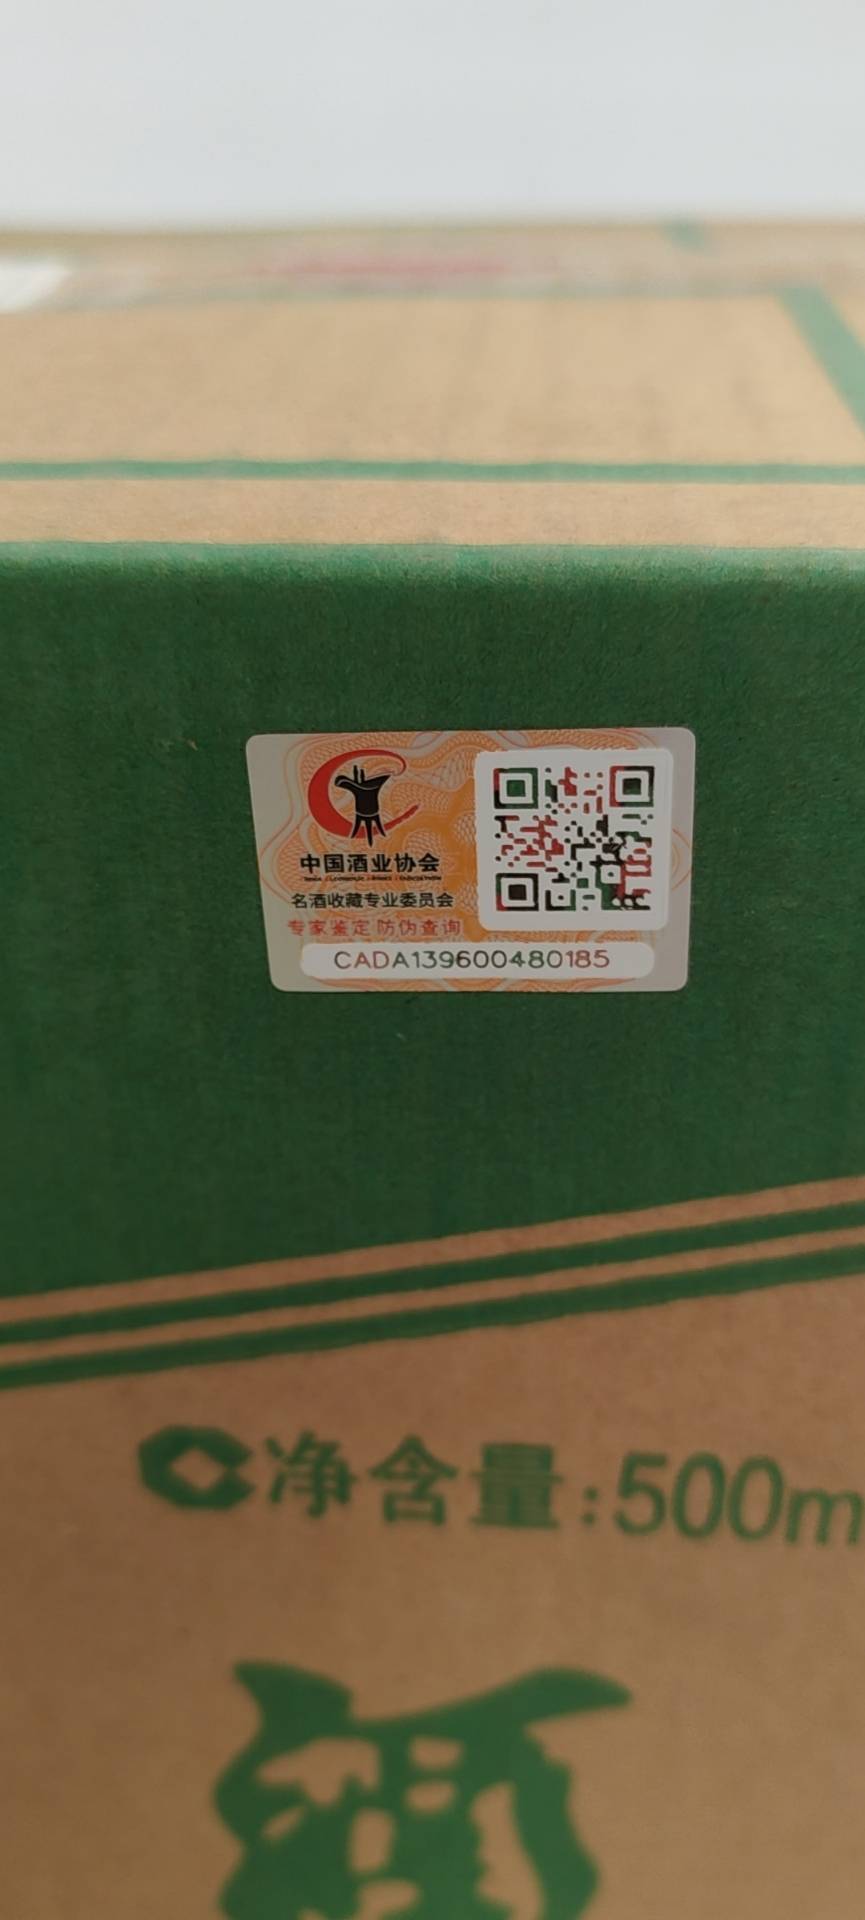 中国酒业协会
名酒收藏专业委员会
专家鉴定 防伪查询
CADA139600480185
净含量:500m